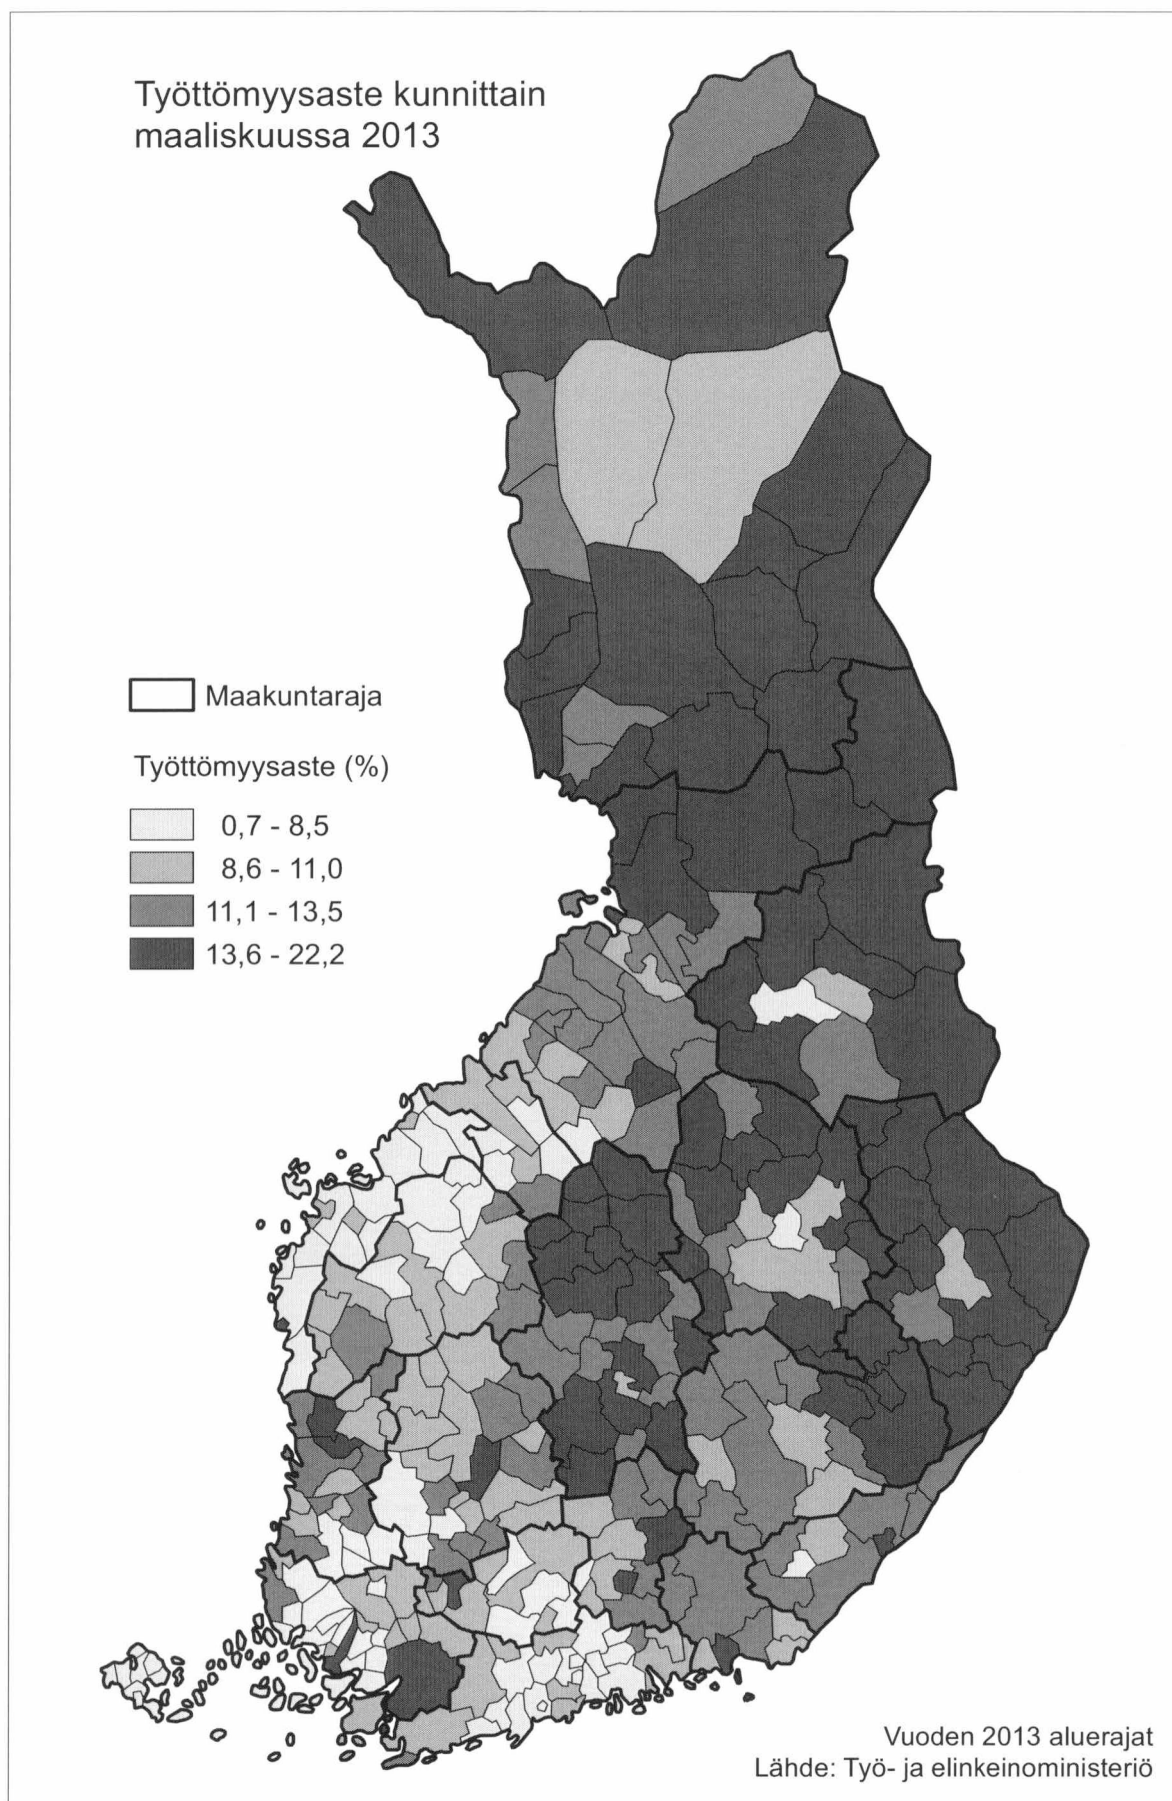 Työttömyysaste kunnittain
maaliskuussa 2013
Maakuntaraja
Työttömyysaste (%)
0,7 - 8,5
8,6 - 11,0
11,1 - 13,5
13,6 - 22,2
Vuoden 2013 aluerajat
Lähde: Työ- ja elinkeinoministeriö